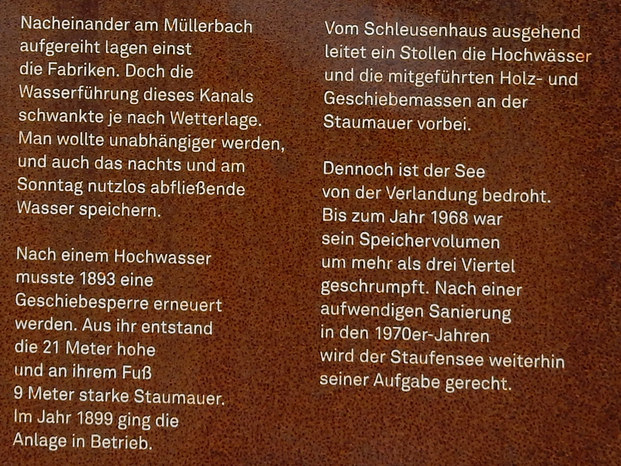 Nacheinander am Müllerbach
aufgereiht lagen einst
die Fabriken. Doch die
Wasserführung dieses Kanals
schwankte je nach Wetterlage.
Man wollte unabhängiger werden,
und auch das nachts und am
Sonntag nutzlos abfließende
Wasser speichern.
Nach einem Hochwasser
musste 1893 eine
Geschiebesperre erneuert
werden. Aus ihr entstand
die 21 Meter hohe
und an ihrem Fuß
9 Meter starke Staumauer.
Im Jahr 1899 ging die
Anlage in Betrieb.
Vom Schleusenhaus ausgehend
leitet ein Stollen die Hochwässer
und die mitgeführten Holz- und
Geschiebemassen an der
Staumauer vorbei.
Dennoch ist der See
von der Verlandung bedroht.
Bis zum Jahr 1968 war
sein Speichervolumen
um mehr als drei Viertel
geschrumpft. Nach einer
aufwendigen Sanierung
in den 1970er-Jahren
wird der Staufensee weiterhin
seiner Aufgabe gerecht.